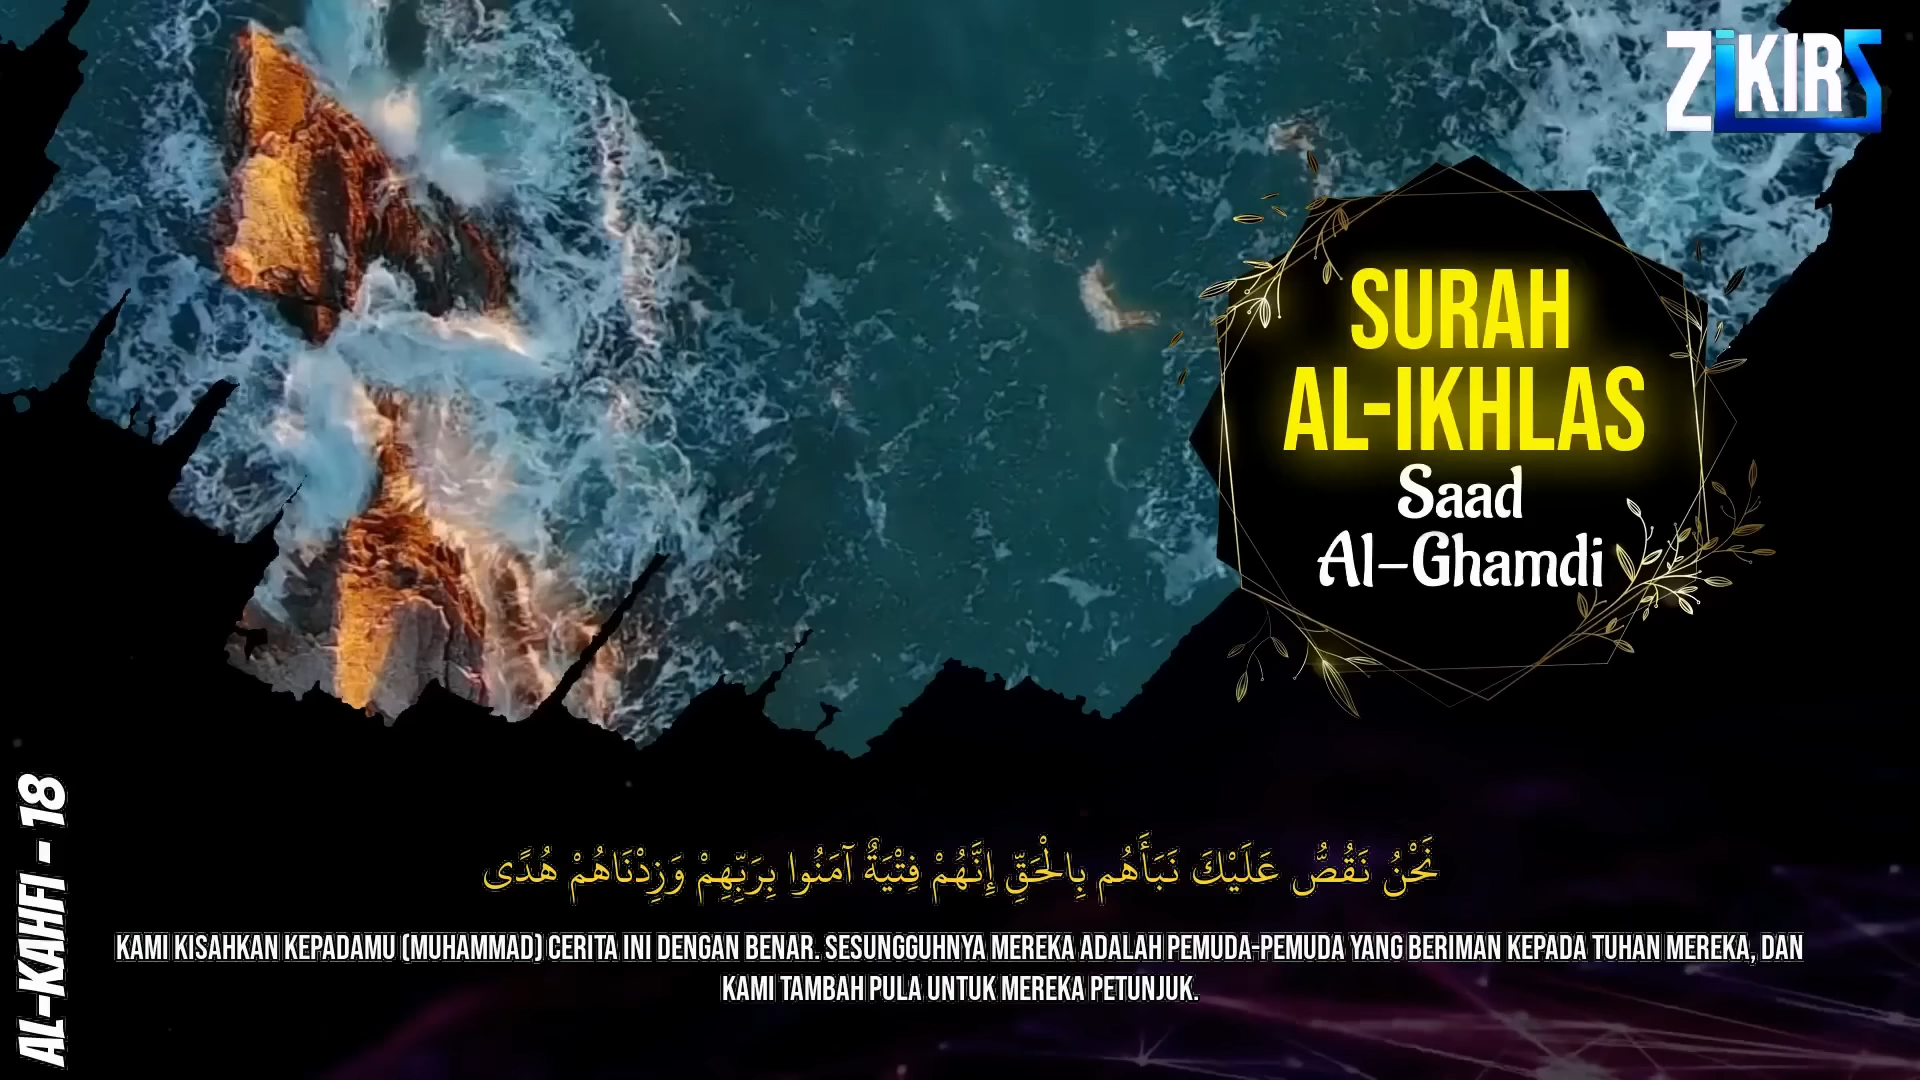 ZIKIRS
SURAH
AL-IKHLAS
Saad
Al-Ghamdi
AL-KAHFI - 18
نَحْنُ نَقُصُّ عَلَيْكَ نَبَأَهُم بِالْحَقِّ إِنَّهُمْ فِتْيَةٌ آمَنُوا بِرَبِّهِمْ وَزِدْنَاهُمْ هُدًى
KAMI KISAHKAN KEPADAMU (MUHAMMAD) CERITA INI DENGAN BENAR. SESUNGGUHNYA MEREKA ADALAH PEMUDA-PEMUDA YANG BERIMAN KEPADA TUHAN MEREKA, DAN
KAMI TAMBAH PULA UNTUK MEREKA PETUNJUK.